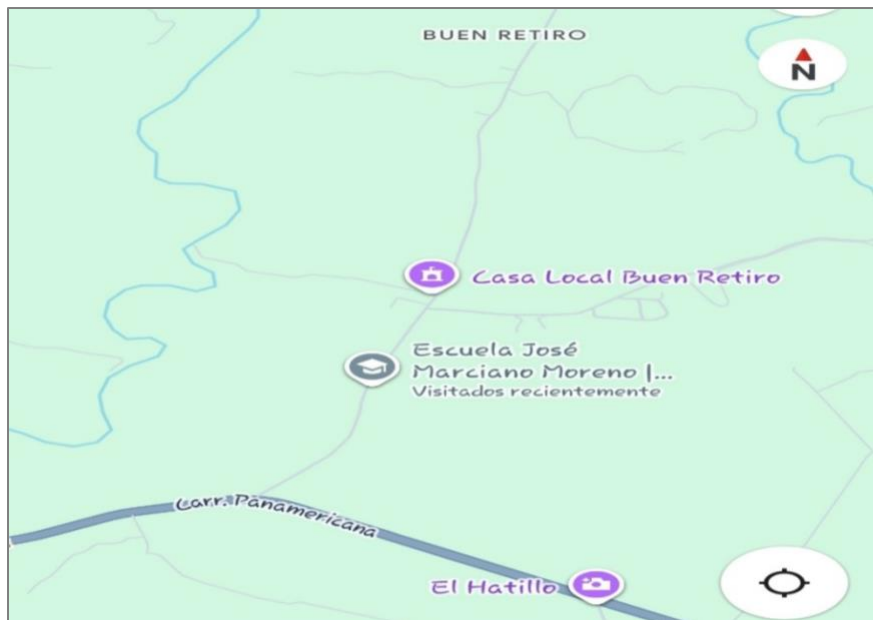 BUEN RETIRO
N
Casa Local Buen Retiro
Escuela José
Marciano Moreno |...
Visitados recientemente
Carr. Panamericana
El Hatillo